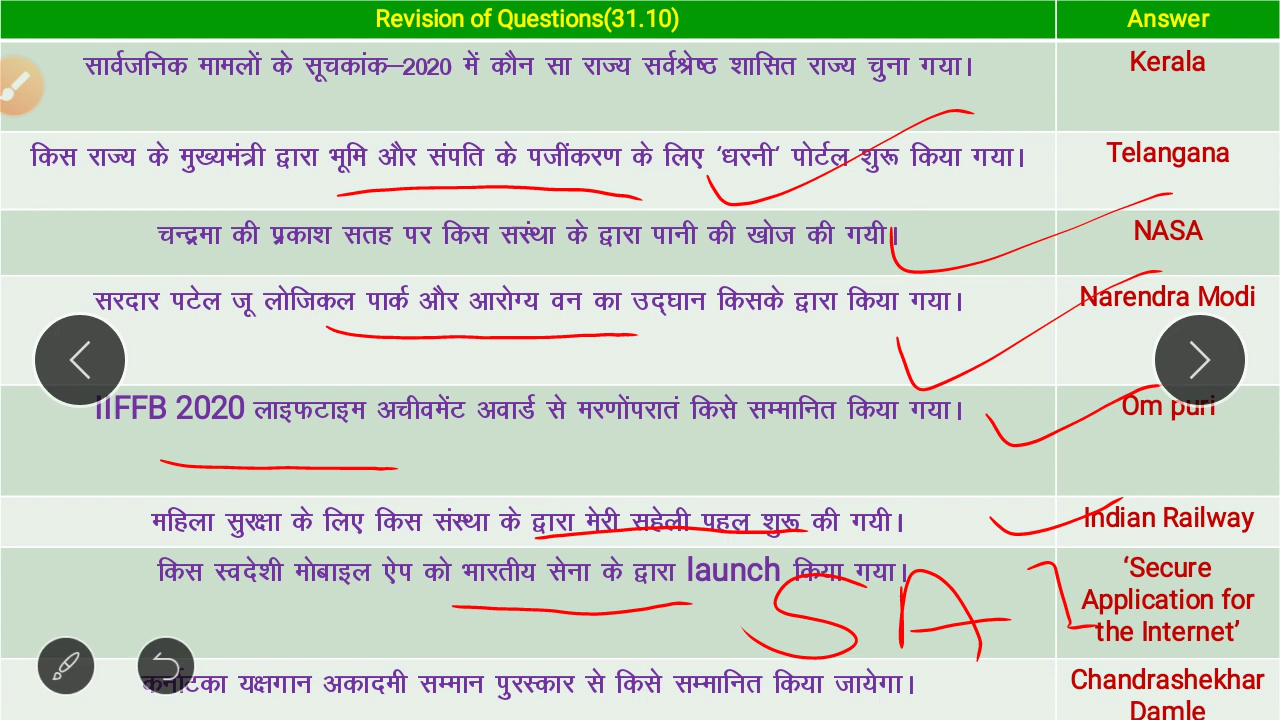 Revision of Questions(31.10) Answer
सार्वजनिक मामलों के सूचकांक–2020 में कौन सा राज्य सर्वश्रेष्ठ शासित राज्य चुना गया। Kerala
किस राज्य के मुख्यमंत्री द्वारा भूमि और संपति के पजींकरण के लिए ‘धरनी‘ पोर्टल शुरू किया गया। Telangana
चन्द्रमा की प्रकाश सतह पर किस सस्ंथा के द्वारा पानी की खोज की गयी। NASA
सरदार पटेल जू लोजिकल पार्क और आरोग्य वन का उद्घान किसके द्वारा किया गया। Narendra Modi
IIFFB 2020 लाइफटाइम अचीवमेंट अवार्ड से मरणोंपरातं किसे सम्मानित किया गया। Om puri
महिला सुरक्षा के लिए किस संस्था के द्वारा मेरी सहेली पहल शुरू की गयी। Indian Railway
किस स्वदेशी मोबाइल ऐप को भारतीय सेना के द्वारा launch किया गया। ‘Secure
Application for
the Internet’
SA
कर्नाटका यक्षगान अकादमी सम्मान पुरस्कार से किसे सम्मानित किया जायेगा। Chandrashekhar
Damle